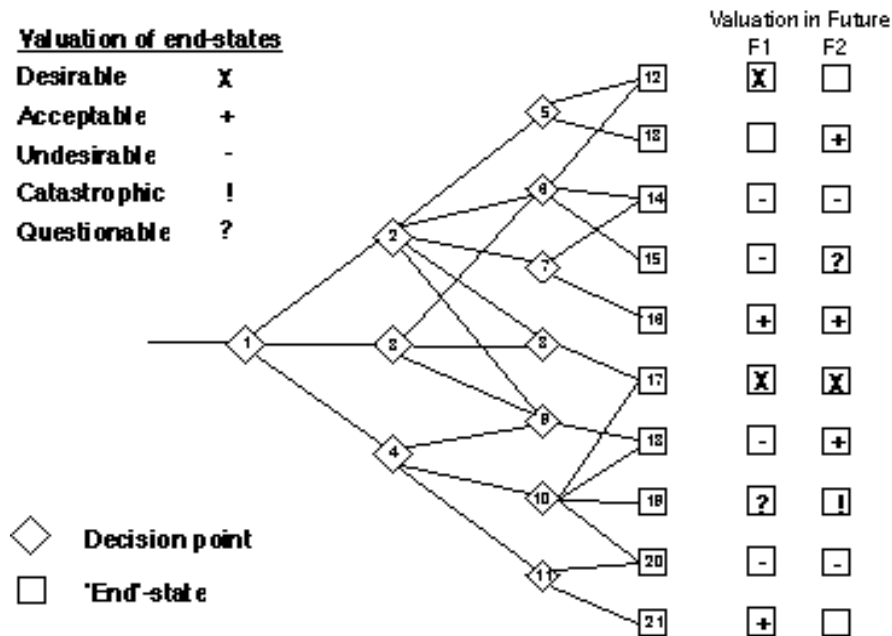 Valuation in Future
F1 F2
Valuation of end-states
Desirable X
Acceptable +
Undesirable -
Catastrophic !
Questionable ?
1
2
3
4
5
6
7
8
9
10
11
12 X
13 +
14 - -
15 - ?
16 + +
17 X X
18 - +
19 ? !
20 - -
21 +
Decision point
"End"-state